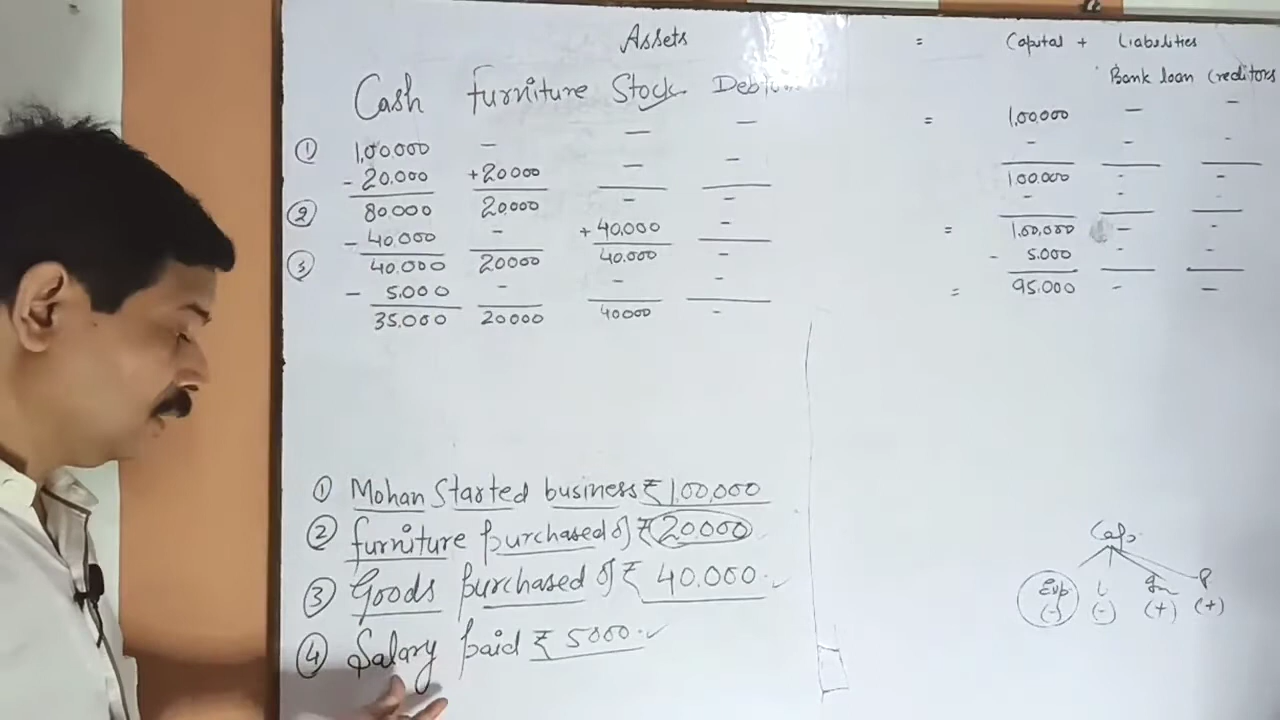 Assets = Capital + Liabilities
Cash Furniture Stock Debtors Bank loan Creditors
① 1,00,000 - - - = 1,00,000 - -
- 20.000 +20000 - - - - -
② 80.000 20.000 - - 100.000 - -
- 40.000 - + 40,000 - - - -
③ 40.000 20000 40.000 - = 1,00,000 - -
- 5.000 - - - - 5.000 - -
35.000 20000 40000 - = 95.000 - -
① Mohan Started business ₹ 1,00,000
② furniture purchased of ₹ 20.000
③ Goods purchased of ₹ 40.000.
④ Salary paid ₹ 5000.
Cap.
Exp. L In P
(-) (-) (+) (+)